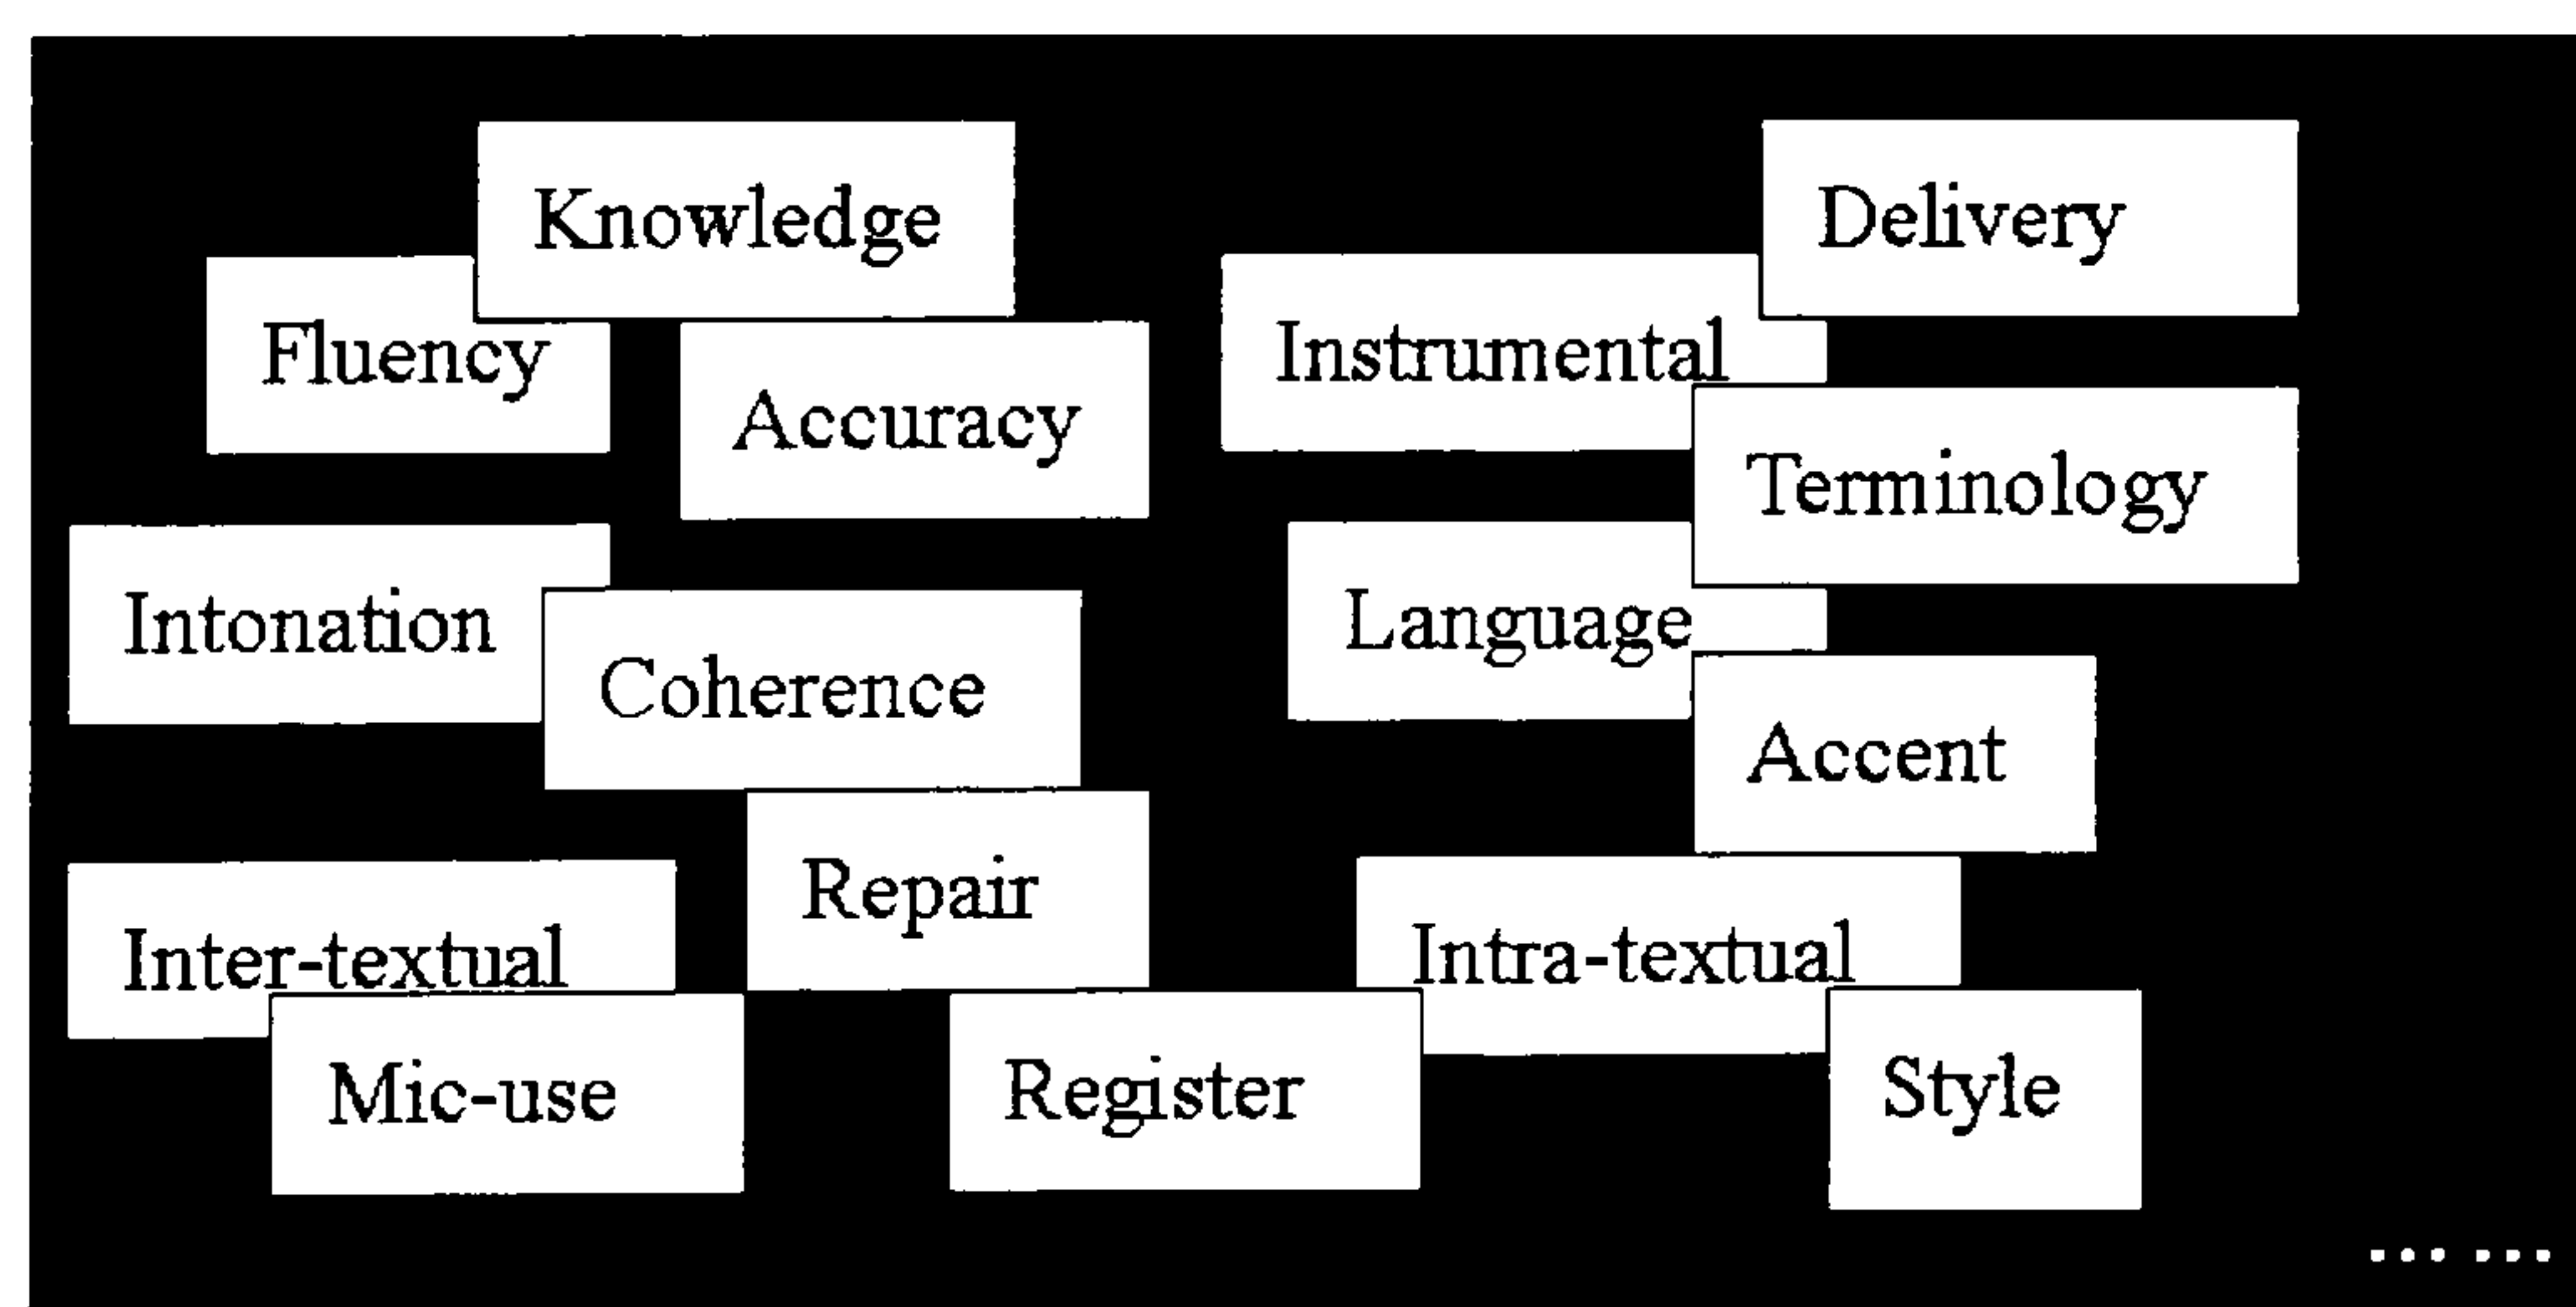 Knowledge
Delivery
Fluency
Instrumental
Accuracy
Terminology
Intonation
Language
Coherence
Accent
Repair
Inter-textual
Intra-textual
Mic-use
Register
Style
... ...